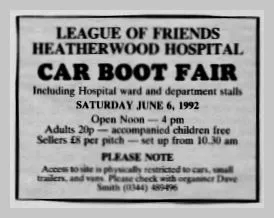 LEAGUE OF FRIENDS
HEATHERWOOD HOSPITAL
CAR BOOT FAIR
Including Hospital ward and department stalls
SATURDAY JUNE 6, 1992
Open Noon — 4 pm
Adults 20p — accompanied children free
Sellers £8 per pitch — set up from 10.30 am
PLEASE NOTE
Access to site is physically restricted to cars, small
trailers, and vans. Please check with organiser Dave
Smith (0344) 489496